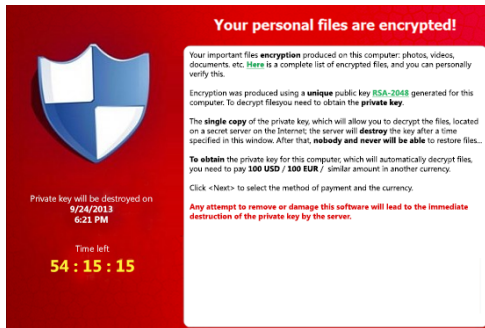 Your personal files are encrypted!
Your important files encryption produced on this computer: photos, videos,
documents, etc. Here is a complete list of encrypted files, and you can personally
verify this.
Encryption was produced using a unique public key RSA-2048 generated for this
computer. To decrypt filesyou need to obtain the private key.
The single copy of the private key, which will allow you to decrypt the files, located
on a secret server on the Internet; the server will destroy the key after a time
specified in this window. After that, nobody and never will be able to restore files...
To obtain the private key for this computer, which will automatically decrypt files,
you need to pay 100 USD / 100 EUR / similar amount in another currency.
Click <Next> to select the method of payment and the currency.
Any attempt to remove or damage this software will lead to the immediate
destruction of the private key by the server.
Private key will be destroyed on
9/24/2013
6:21 PM
Time left
54 : 15 : 15